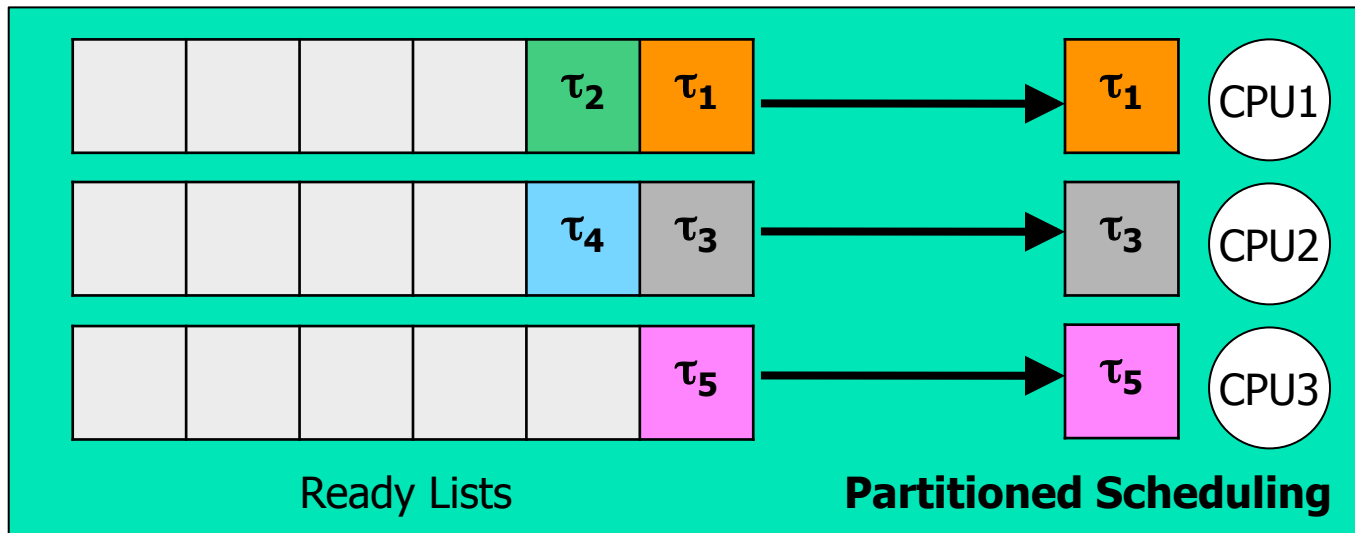 τ2 τ1 τ1 CPU1
τ4 τ3 τ3 CPU2
τ5 τ5 CPU3
Ready Lists Partitioned Scheduling